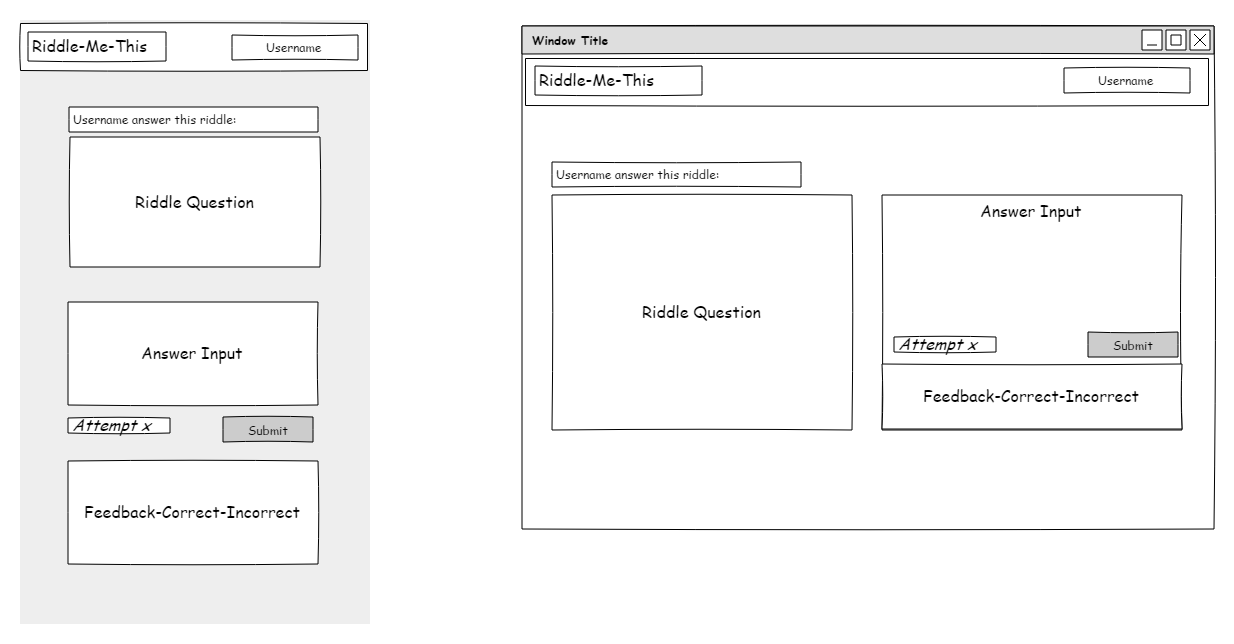 Riddle-Me-This
Username
Username answer this riddle:
Riddle Question
Answer Input
Attempt x
Submit
Feedback-Correct-Incorrect
Window Title
Riddle-Me-This
Username
Username answer this riddle:
Riddle Question
Answer Input
Attempt x
Submit
Feedback-Correct-Incorrect